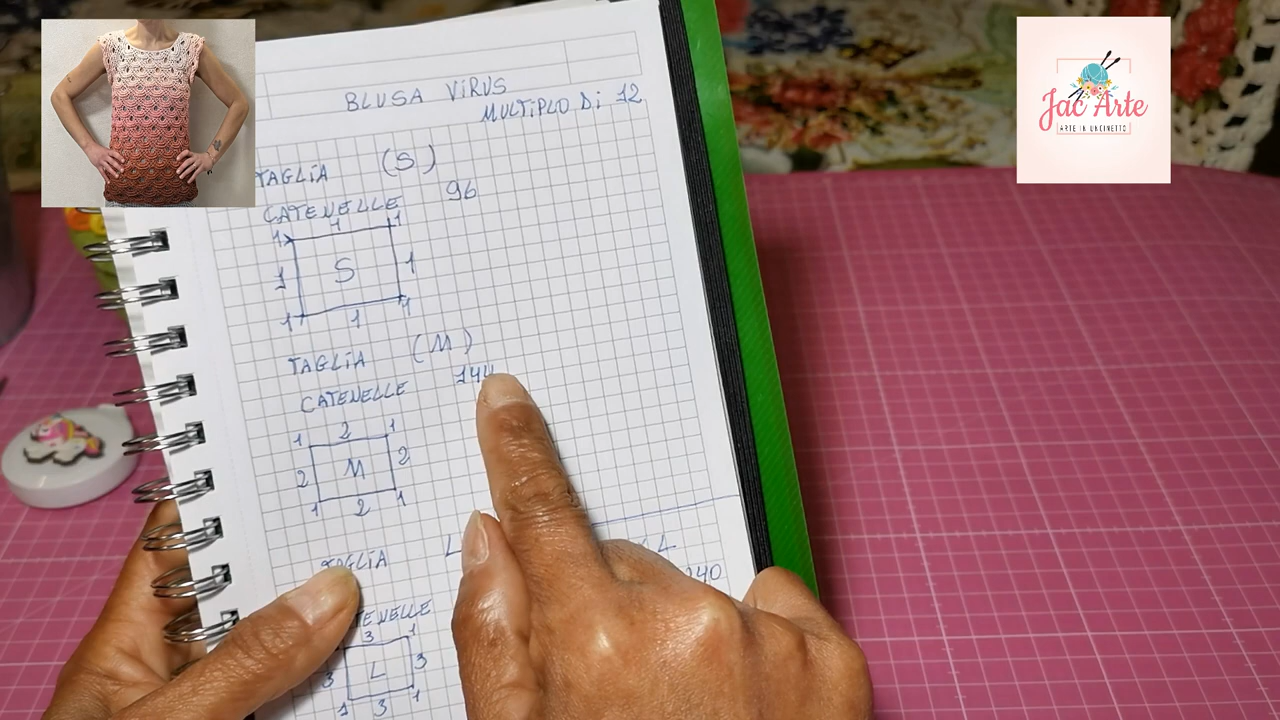 BLUSA VIRUS
MULTIPLO Di 12
TAGLIA (S)
CATENELLE 96
1 1 1
1 S 1
1 1 1
TAGLIA (M)
CATENELLE 144
1 2 1
2 M 2
1 2 1
TAGLIA L
240
3 1
3 L 3
1 3 1
Jac Arte
ARTE IN UNCINETTO